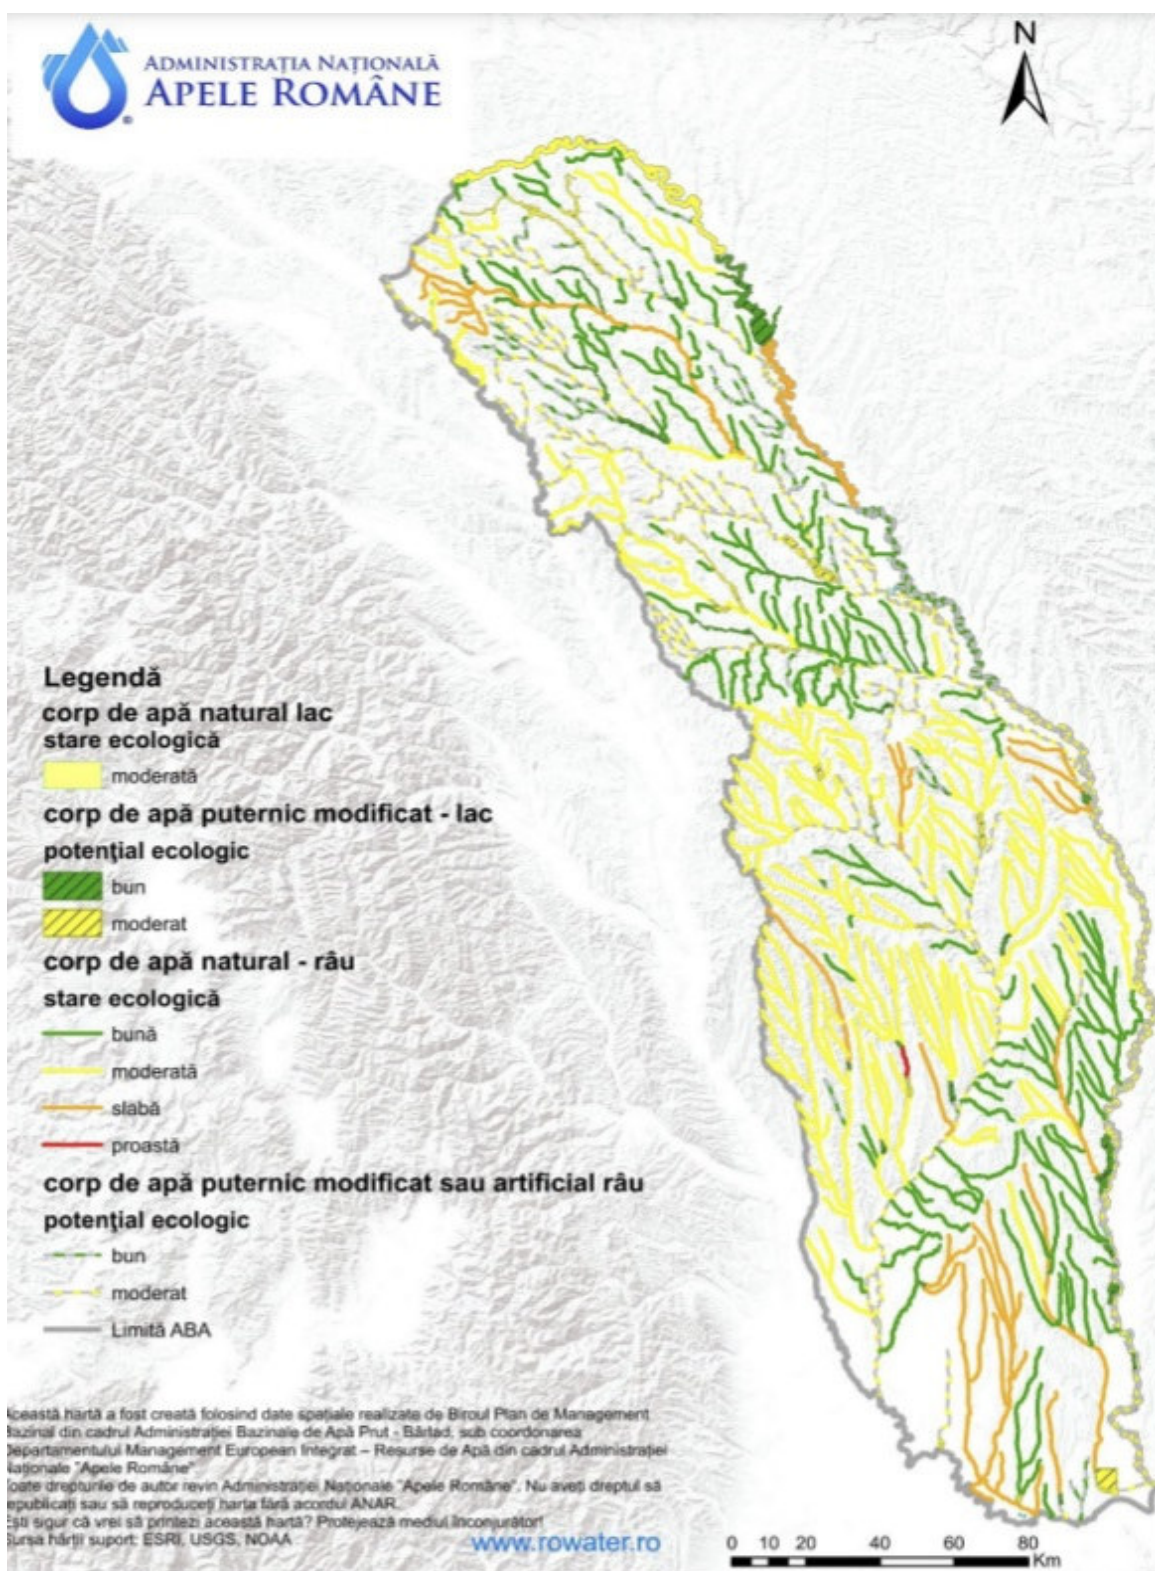 ADMINISTRAȚIA NAȚIONALĂ
APELE ROMÂNE
®
N
Legendă
corp de apă natural lac
stare ecologică
moderată
corp de apă puternic modificat - lac
potențial ecologic
bun
moderat
corp de apă natural - râu
stare ecologică
bună
moderată
slabă
proastă
corp de apă puternic modificat sau artificial râu
potențial ecologic
bun
moderat
Limită ABA
Această hartă a fost creată folosind date spațiale realizate de Biroul Plan de Management
Bazinal din cadrul Administrației Bazinale de Apă Prut - Bârlad, sub coordonarea
Departamentului Management European Integrat – Resurse de Apă din cadrul Administrației
Naționale "Apele Române"
Toate drepturile de autor revin Administrației Naționale "Apele Române". Nu aveți dreptul să
republicați sau să reproduceți harta fără acordul ANAR.
Ești sigur că vrei să printezi această hartă? Protejează mediul înconjurător!
Sursa hărții suport: ESRI, USGS, NOAA
www.rowater.ro
0 10 20 40 60 80
Km